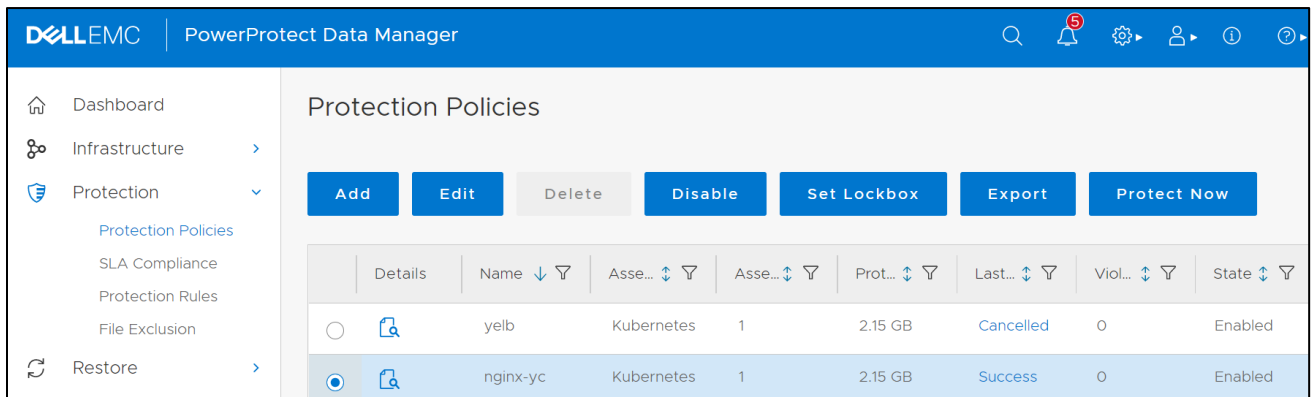 DELLEMC PowerProtect Data Manager 5
Dashboard
Infrastructure
Protection
Protection Policies
SLA Compliance
Protection Rules
File Exclusion
Restore
Protection Policies
Add Edit Delete Disable Set Lockbox Export Protect Now
Details Name Asse... Asse... Prot... Last... Viol... State
yelb Kubernetes 1 2.15 GB Cancelled 0 Enabled
nginx-yc Kubernetes 1 2.15 GB Success 0 Enabled